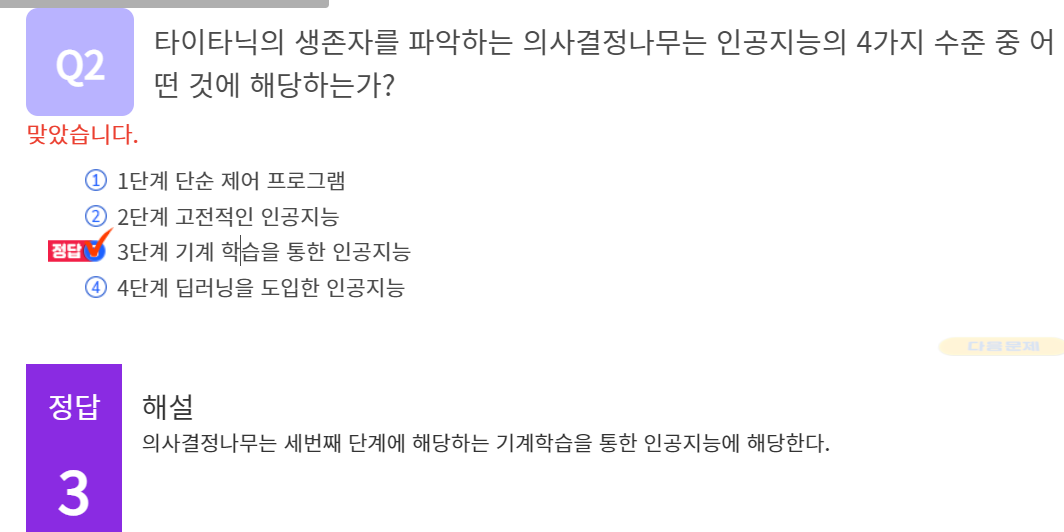 Q2
타이타닉의 생존자를 파악하는 의사결정나무는 인공지능의 4가지 수준 중 어
떤 것에 해당하는가?
맞았습니다.
① 1단계 단순 제어 프로그램
② 2단계 고전적인 인공지능
정답 3단계 기계 학습을 통한 인공지능
④ 4단계 딥러닝을 도입한 인공지능
다음문제
정답
해설
의사결정나무는 세번째 단계에 해당하는 기계학습을 통한 인공지능에 해당한다.
3